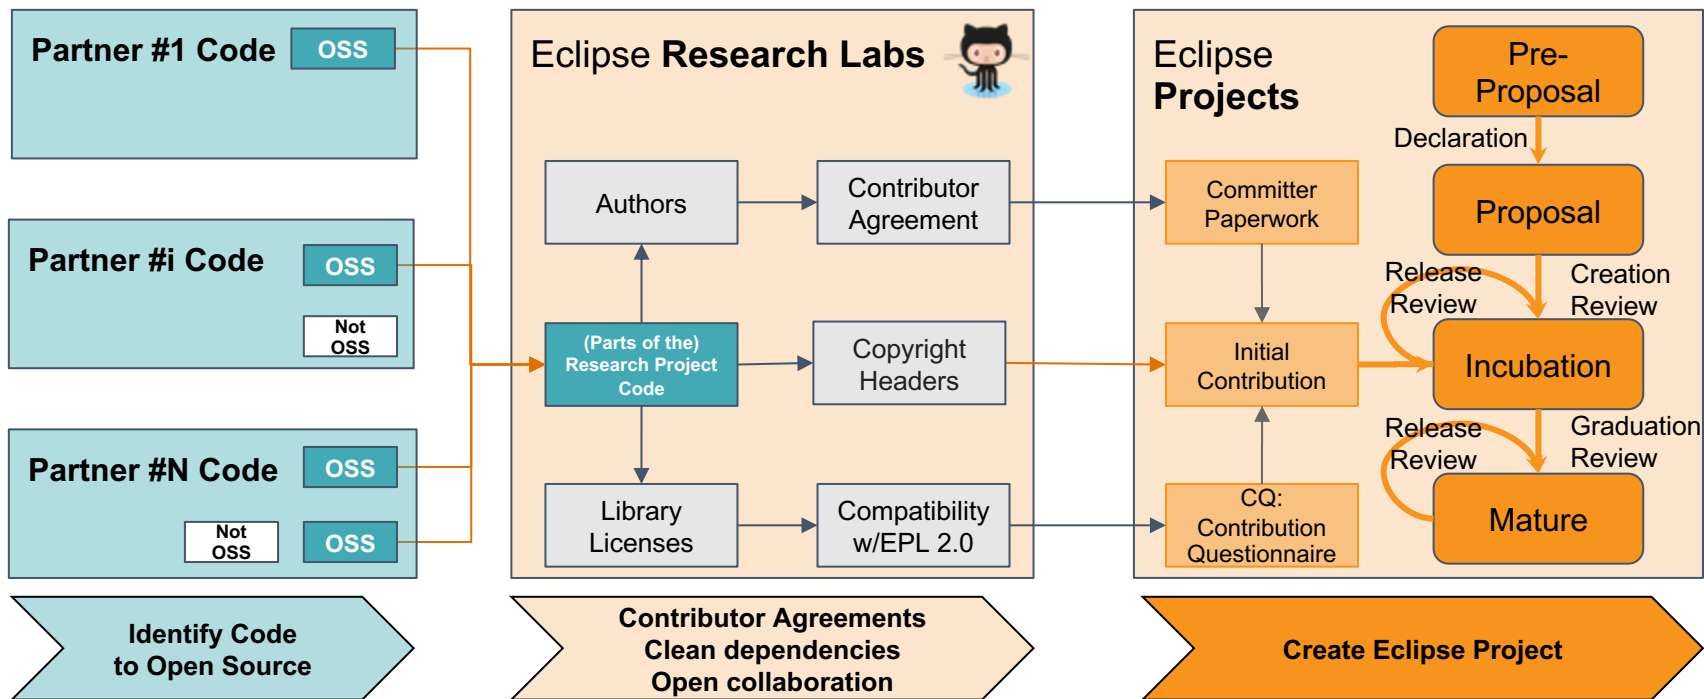 Partner #1 Code
OSS
Partner #i Code
OSS
Not
OSS
Partner #N Code
OSS
Not
OSS
OSS
Identify Code
to Open Source
Eclipse Research Labs
Authors
Contributor
Agreement
(Parts of the)
Research Project
Code
Copyright
Headers
Library
Licenses
Compatibility
w/EPL 2.0
Contributor Agreements
Clean dependencies
Open collaboration
Eclipse
Projects
Committer
Paperwork
Initial
Contribution
CQ:
Contribution
Questionnaire
Pre-
Proposal
Declaration
Proposal
Release
Review
Creation
Review
Incubation
Release
Review
Graduation
Review
Mature
Create Eclipse Project